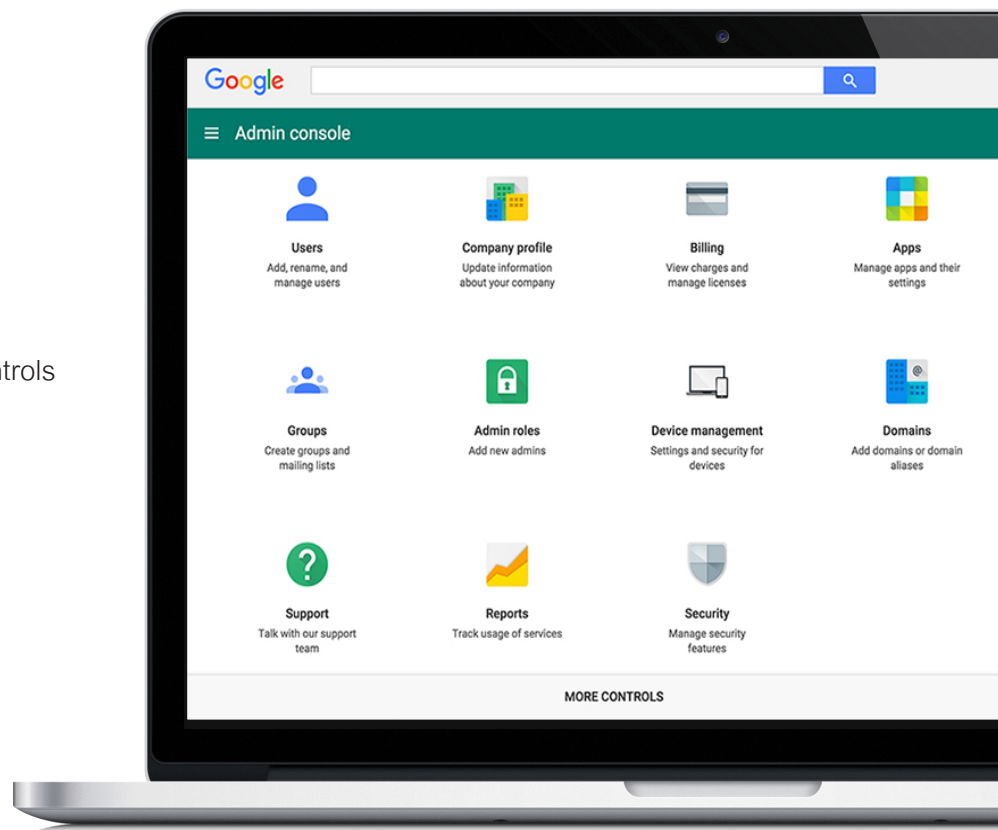 Google
Admin console
Users
Add, rename, and
manage users
Company profile
Update information
about your company
Billing
View charges and
manage licenses
Apps
Manage apps and their
settings
ntrols
Groups
Create groups and
mailing lists
Admin roles
Add new admins
Device management
Settings and security for
devices
Domains
Add domains or domain
aliases
Support
Talk with our support
team
Reports
Track usage of services
Security
Manage security
features
MORE CONTROLS